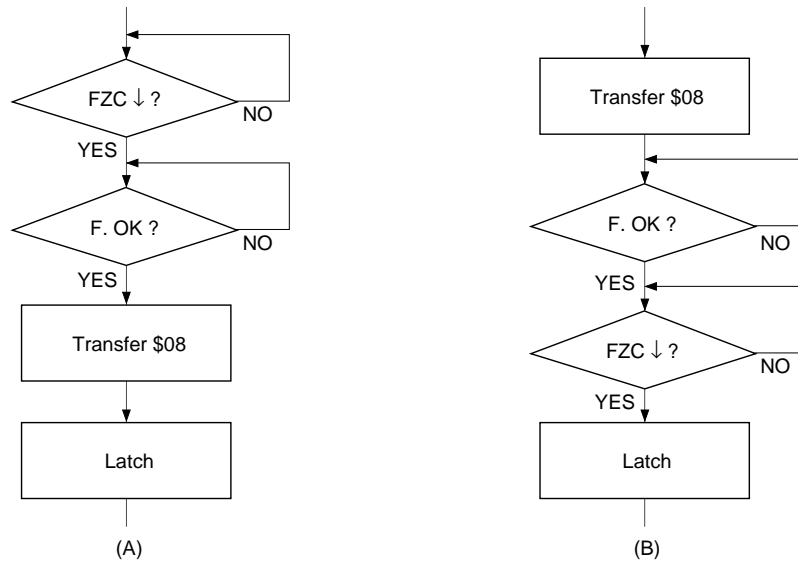 FZC ↓ ?
NO
YES
F. OK ?
NO
YES
Transfer $08
Latch
(A)
Transfer $08
F. OK ?
NO
YES
FZC ↓ ?
NO
YES
Latch
(B)